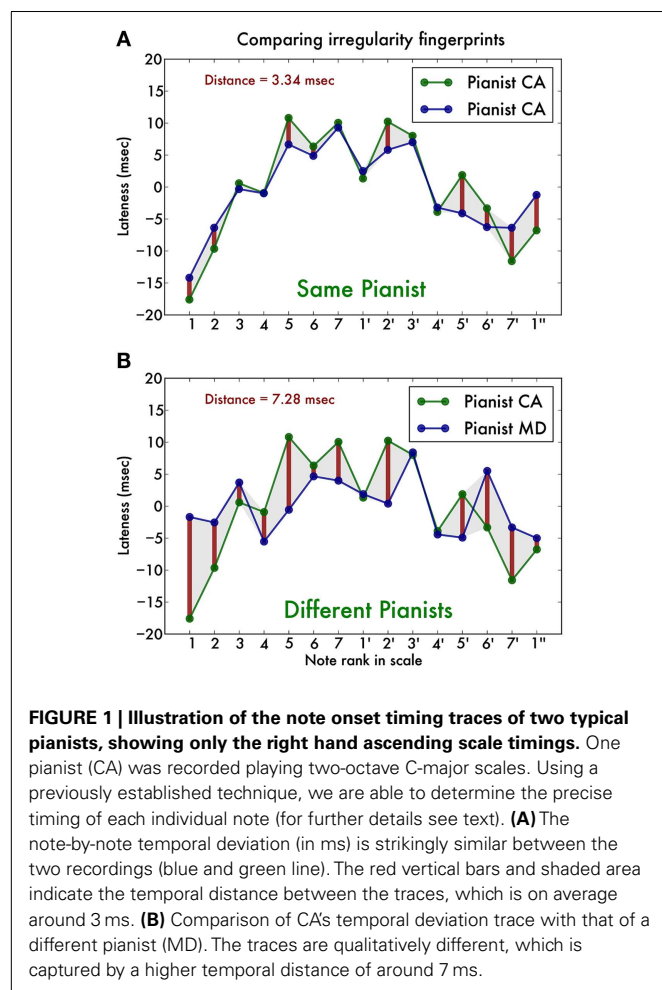 A
Comparing irregularity fingerprints
Distance = 3.34 msec
Pianist CA
Pianist CA
Lateness (msec)
20
15
10
5
0
−5
−10
−15
−20
Same Pianist
1 2 3 4 5 6 7 1' 2' 3' 4' 5' 6' 7' 1"
B
Distance = 7.28 msec
Pianist CA
Pianist MD
Lateness (msec)
20
15
10
5
0
−5
−10
−15
−20
Different Pianists
1 2 3 4 5 6 7 1' 2' 3' 4' 5' 6' 7' 1"
Note rank in scale
FIGURE 1 | Illustration of the note onset timing traces of two typical
pianists, showing only the right hand ascending scale timings. One
pianist (CA) was recorded playing two-octave C-major scales. Using a
previously established technique, we are able to determine the precise
timing of each individual note (for further details see text). (A) The
note-by-note temporal deviation (in ms) is strikingly similar between the
two recordings (blue and green line). The red vertical bars and shaded area
indicate the temporal distance between the traces, which is on average
around 3 ms. (B) Comparison of CA's temporal deviation trace with that of a
different pianist (MD). The traces are qualitatively different, which is
captured by a higher temporal distance of around 7 ms.